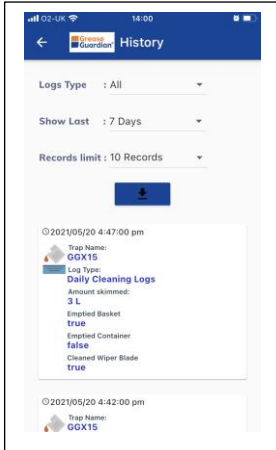 O2-UK 14:00
Grease
Guardian History
Logs Type : All
Show Last : 7 Days
Records limit : 10 Records
2021/05/20 4:47:00 pm
Trap Name:
GGX15
Log Type:
Daily Cleaning Logs
Amount skimmed:
3 L
Emptied Basket
true
Emptied Container
false
Cleaned Wiper Blade
true
2021/05/20 4:42:00 pm
Trap Name:
GGX15